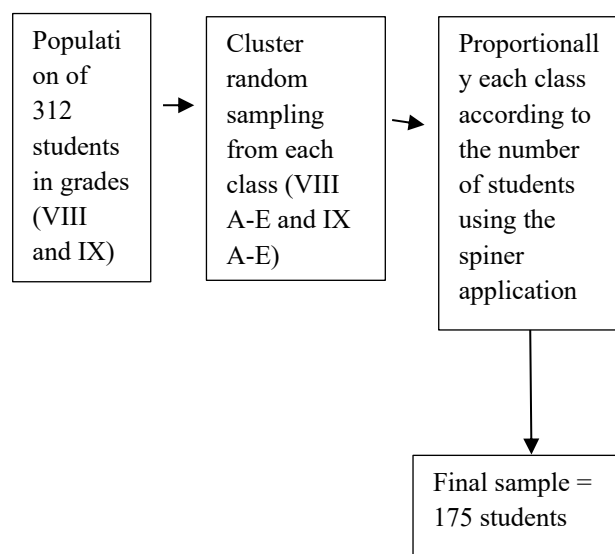 Populati
on of
312
students
in grades
(VIII
and IX)
Cluster
random
sampling
from each
class (VIII
A-E and IX
A-E)
Proportionall
y each class
according to
the number
of students
using the
spiner
application
Final sample =
175 students